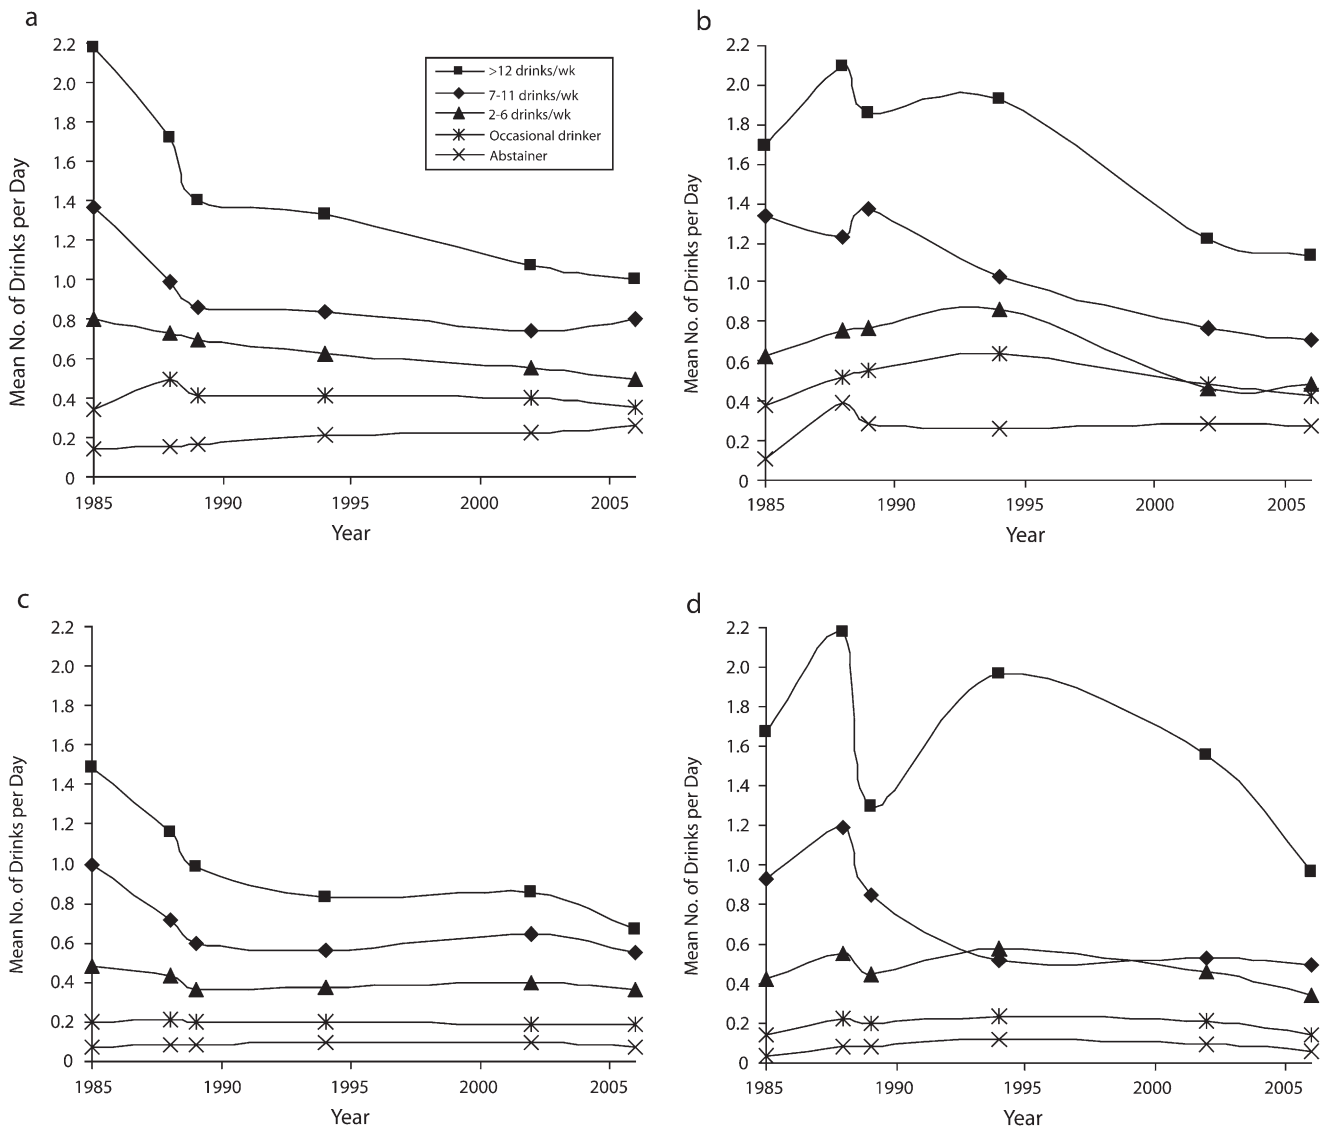 a
Mean No. of Drinks per Day
2.2
2.0
1.8
1.6
1.4
1.2
1.0
0.8
0.6
0.4
0.2
0
>12 drinks/wk
7-11 drinks/wk
2-6 drinks/wk
Occasional drinker
Abstainer
1985 1990 1995 2000 2005
Year
b
Mean No. of Drinks per Day
2.2
2.0
1.8
1.6
1.4
1.2
1.0
0.8
0.6
0.4
0.2
0
1985 1990 1995 2000 2005
Year
c
Mean No. of Drinks per Day
2.2
2.0
1.8
1.6
1.4
1.2
1.0
0.8
0.6
0.4
0.2
0
1985 1990 1995 2000 2005
Year
d
Mean No. of Drinks per Day
2.2
2.0
1.8
1.6
1.4
1.2
1.0
0.8
0.6
0.4
0.2
0
1985 1990 1995 2000 2005
Year